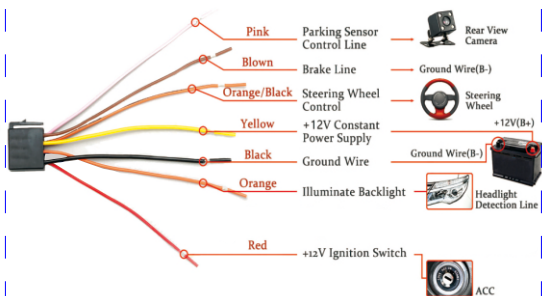 Pink
Parking Sensor
Control Line
Rear View
Camera
Blown
Brake Line
Ground Wire(B-)
Orange/Black
Steering Wheel
Control
Steering
Wheel
Yellow
+12V Constant
Power Supply
+12V(B+)
Black
Ground Wire
Ground Wire(B-)
Orange
Illuminate Backlight
Headlight
Detection Line
Red
+12V Ignition Switch
ACC